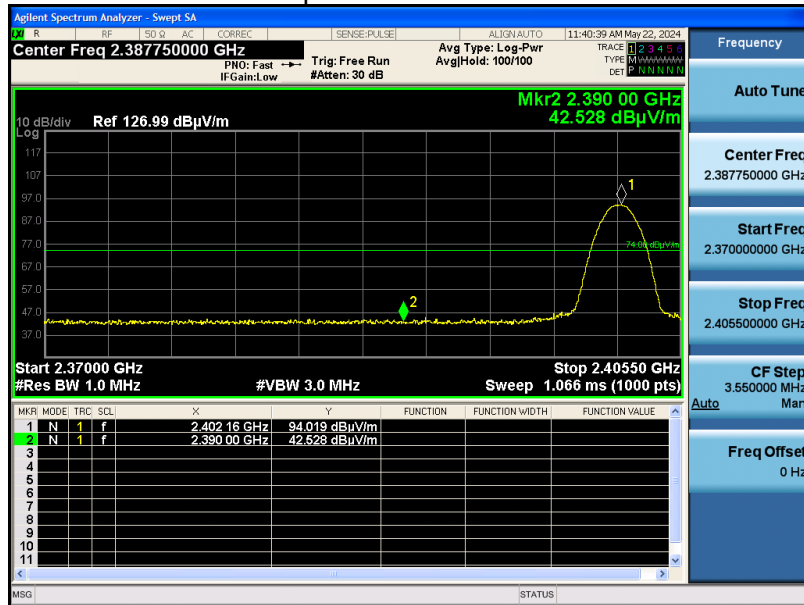 Agilent Spectrum Analyzer - Swept SA
LXI R RF 50 Ω AC CORREC SENSE:PULSE ALIGN AUTO 11:40:39 AM May 22, 2024
Center Freq 2.387750000 GHz
PNO: Fast
IFGain:Low
Trig: Free Run
#Atten: 30 dB
Avg Type: Log-Pwr
Avg|Hold: 100/100
TRACE 1 2 3 4 5 6
TYPE M
DET P N N N N N
Mkr2 2.390 00 GHz
42.528 dBµV/m
10 dB/div Ref 126.99 dBµV/m
Log
117
107
97.0
87.0
77.0
67.0
57.0
47.0
37.0
1
74.00 dBµV/m
2
Start 2.37000 GHz Stop 2.40550 GHz
#Res BW 1.0 MHz #VBW 3.0 MHz Sweep 1.066 ms (1000 pts)
MKR MODE TRC SCL X Y FUNCTION FUNCTION WIDTH FUNCTION VALUE
1 N 1 f 2.402 16 GHz 94.019 dBµV/m
2 N 1 f 2.390 00 GHz 42.528 dBµV/m
3
4
5
6
7
8
9
10
11
MSG STATUS
Frequency
Auto Tune
Center Freq
2.387750000 GHz
Start Freq
2.370000000 GHz
Stop Freq
2.405500000 GHz
CF Step
3.550000 MHz
Auto Man
Freq Offset
0 Hz